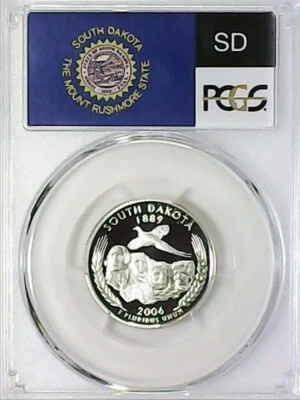 SOUTH DAKOTA
THE MOUNT RUSHMORE STATE
SD
PCGS
SOUTH DAKOTA
1889
2006
E PLURIBUS UNUM